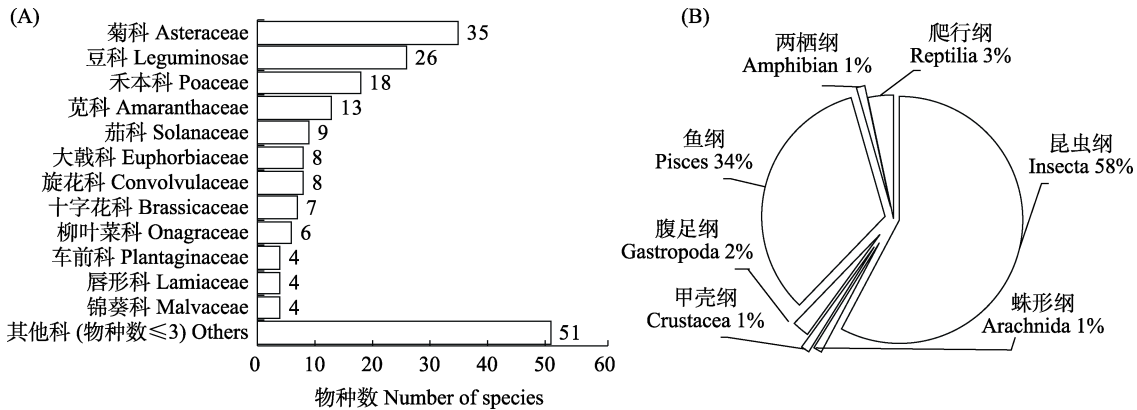 (A)
菊科 Asteraceae 35
豆科 Leguminosae 26
禾本科 Poaceae 18
苋科 Amaranthaceae 13
茄科 Solanaceae 9
大戟科 Euphorbiaceae 8
旋花科 Convolvulaceae 8
十字花科 Brassicaceae 7
柳叶菜科 Onagraceae 6
车前科 Plantaginaceae 4
唇形科 Lamiaceae 4
锦葵科 Malvaceae 4
其他科 (物种数≤3) Others 51
0 10 20 30 40 50 60
物种数 Number of species
(B)
两栖纲
Amphibian 1%
爬行纲
Reptilia 3%
昆虫纲
Insecta 58%
鱼纲
Pisces 34%
腹足纲
Gastropoda 2%
甲壳纲
Crustacea 1%
蛛形纲
Arachnida 1%